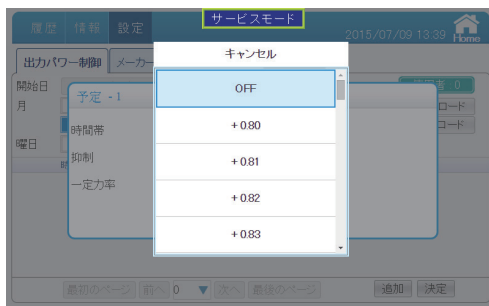 履歴 情報 設定 サービスモード 2015/07/09 13:39 Home
出力パワー制御 メーカー
キャンセル
開始日
予定 - 1
OFF
月
ロード
時間帯
+ 0.80
ード
曜日
抑制
+ 0.81
一定力率
+ 0.82
+ 0.83
最初のページ 前へ 0 ▼ 次へ 最後のページ 追加 決定